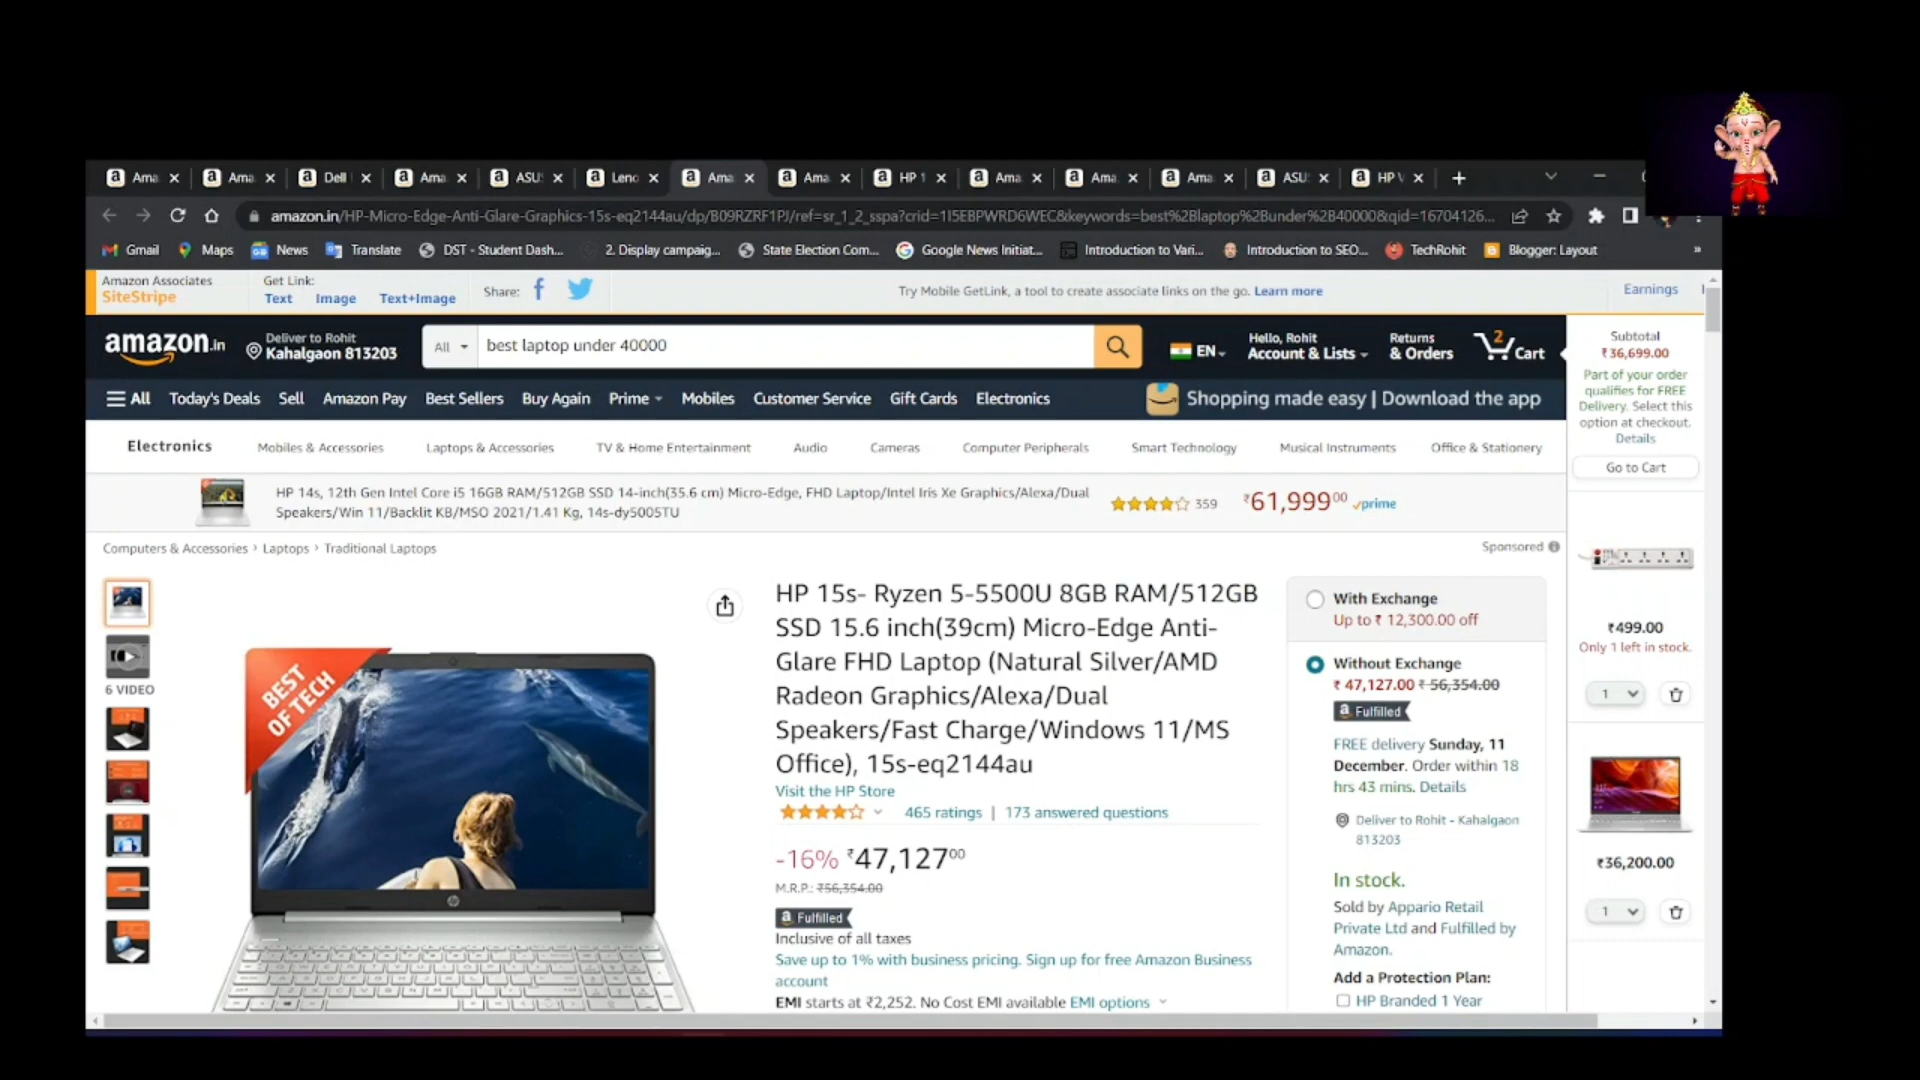 Ama
Ama
Dell
Ama
ASU
Leno
Ama
Ama
HP 1
Ama
Ama
Ama
ASU
HP V
amazon.in/HP-Micro-Edge-Anti-Glare-Graphics-15s-eq2144au/dp/B09RZRF1PJ/ref=sr_1_2_sspa?crid=1I5EBPWRD6WEC&keywords=best%2Blaptop%2Bunder%2B40000&qid=16704126...
Gmail
Maps
News
Translate
DST - Student Dash...
2. Display campaig...
State Election Com...
Google News Initiat...
Introduction to Vari...
Introduction to SEO...
TechRohit
Blogger: Layout
»
Amazon Associates
SiteStripe
Get Link:
Text Image Text+Image
Share:
Try Mobile GetLink, a tool to create associate links on the go. Learn more
Earnings
amazon.in
Deliver to Rohit
Kahalgaon 813203
All
best laptop under 40000
EN
Hello, Rohit
Account & Lists
Returns
& Orders
2
Cart
All Today's Deals Sell Amazon Pay Best Sellers Buy Again Prime Mobiles Customer Service Gift Cards Electronics
Shopping made easy | Download the app
Electronics Mobiles & Accessories Laptops & Accessories TV & Home Entertainment Audio Cameras Computer Peripherals Smart Technology Musical Instruments Office & Stationery
HP 14s, 12th Gen Intel Core i5 16GB RAM/512GB SSD 14-inch(35.6 cm) Micro-Edge, FHD Laptop/Intel Iris Xe Graphics/Alexa/Dual
Speakers/Win 11/Backlit KB/MSO 2021/1.41 Kg, 14s-dy5005TU
359
₹61,99900
prime
Computers & Accessories › Laptops › Traditional Laptops
Sponsored
6 VIDEO
BEST
OF TECH
hp
HP 15s- Ryzen 5-5500U 8GB RAM/512GB
SSD 15.6 inch(39cm) Micro-Edge Anti-
Glare FHD Laptop (Natural Silver/AMD
Radeon Graphics/Alexa/Dual
Speakers/Fast Charge/Windows 11/MS
Office), 15s-eq2144au
Visit the HP Store
465 ratings | 173 answered questions
-16% ₹47,12700
M.R.P.: ₹56,354.00
a Fulfilled
Inclusive of all taxes
Save up to 1% with business pricing. Sign up for free Amazon Business
account
EMI starts at ₹2,252. No Cost EMI available EMI options
With Exchange
Up to ₹ 12,300.00 off
Without Exchange
₹ 47,127.00 ₹ 56,354.00
a Fulfilled
FREE delivery Sunday, 11
December. Order within 18
hrs 43 mins. Details
Deliver to Rohit - Kahalgaon
813203
In stock.
Sold by Appario Retail
Private Ltd and Fulfilled by
Amazon.
Add a Protection Plan:
HP Branded 1 Year
Subtotal
₹36,699.00
Part of your order
qualifies for FREE
Delivery. Select this
option at checkout.
Details
Go to Cart
₹499.00
Only 1 left in stock.
1
₹36,200.00
1